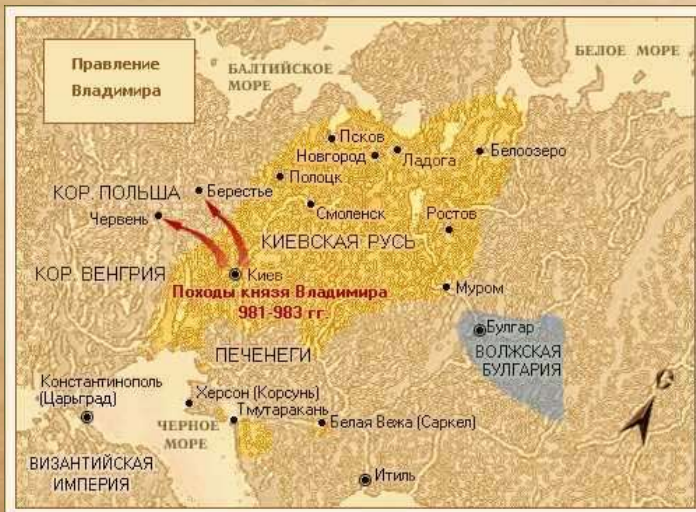 Правление
Владимира
БЕЛОЕ МОРЕ
БАЛТИЙСКОЕ
МОРЕ
Псков
Новгород
Ладога
Белоозеро
Полоцк
КОР. ПОЛЬША
Берестье
Червень
Смоленск
Ростов
КИЕВСКАЯ РУСЬ
КОР. ВЕНГРИЯ
Киев
Походы князя Владимира
981-983 гг.
Муром
Булгар
ВОЛЖСКАЯ
БУЛГАРИЯ
ПЕЧЕНЕГИ
Константинополь
(Царьград)
Херсон (Корсунь)
Тмутаракань
Белая Вежа (Саркел)
ЧЕРНОЕ
МОРЕ
ВИЗАНТИЙСКАЯ
ИМПЕРИЯ
Итиль
С